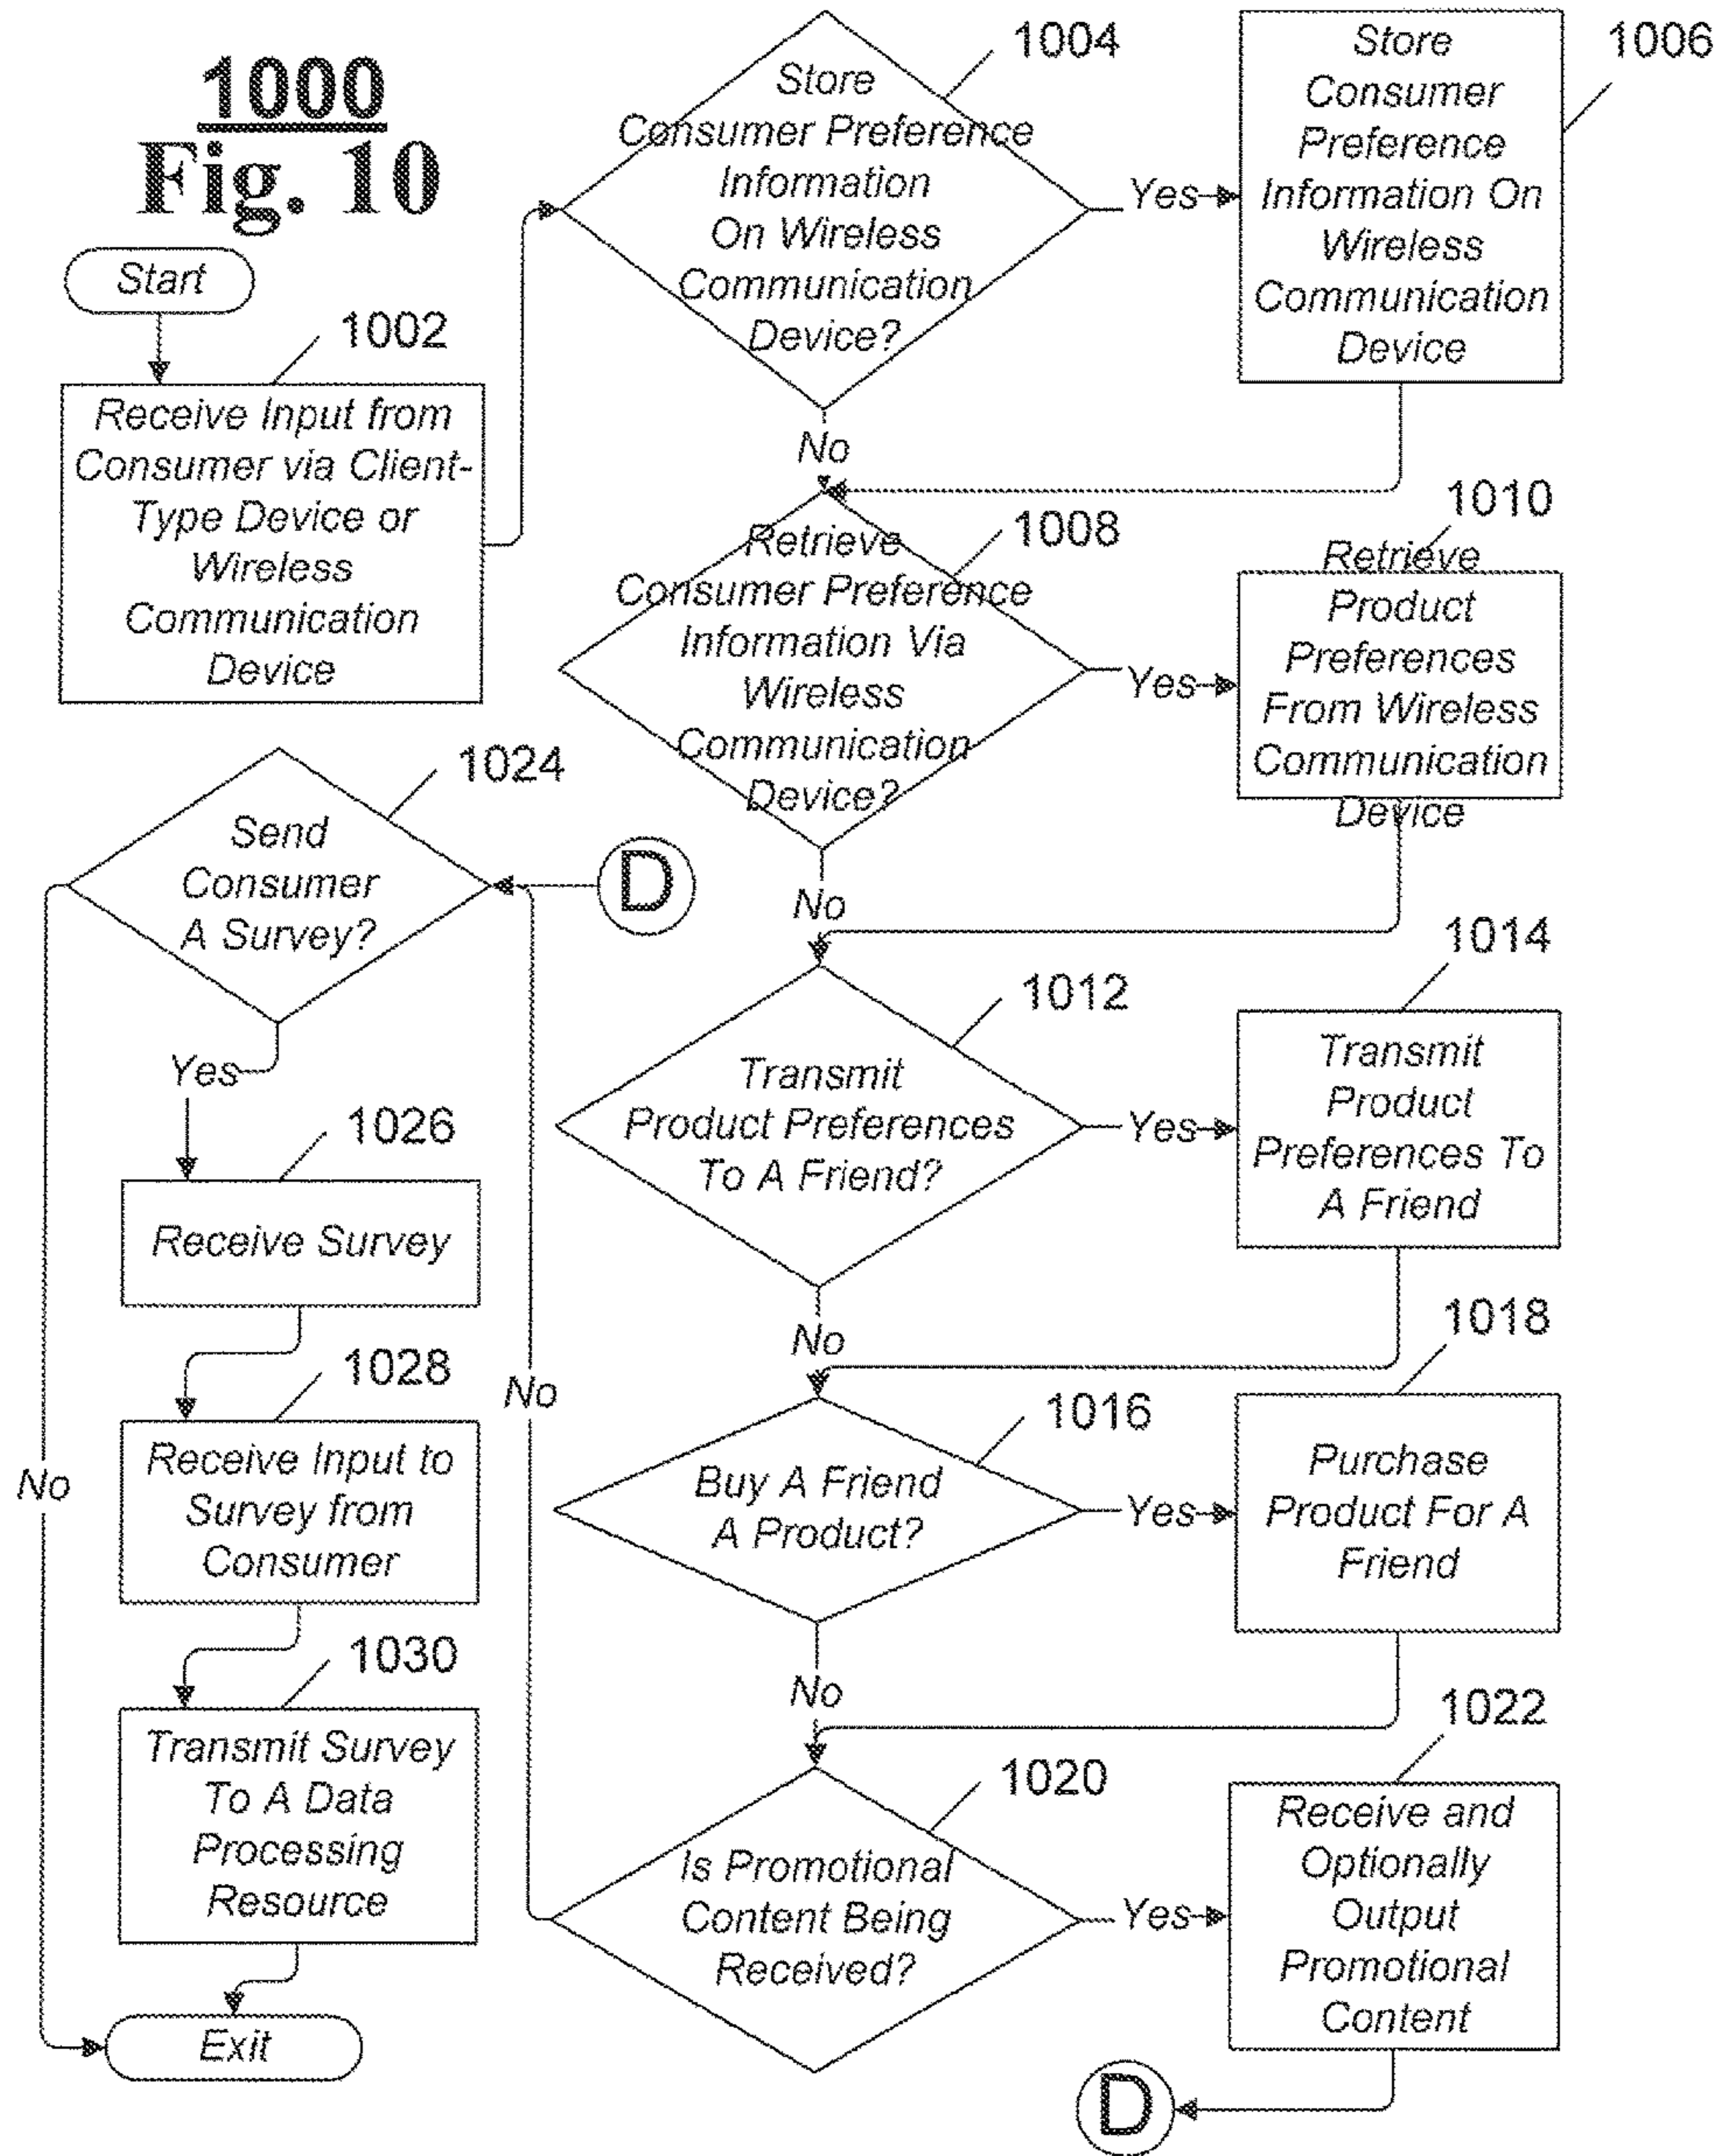 1000
Fig. 10
Start
1002
Receive Input from
Consumer via Client-
Type Device or
Wireless
Communication
Device
1004
Store
Consumer Preference
Information
On Wireless
Communication
Device?
Yes
No
1006
Store
Consumer
Preference
Information On
Wireless
Communication
Device
1008
Retrieve
Consumer Preference
Information Via
Wireless
Communication
Device?
Yes
No
1010
Retrieve
Product
Preferences
From Wireless
Communication
Device
1012
Transmit
Product Preferences
To A Friend?
Yes
No
1014
Transmit
Product
Preferences To
A Friend
1016
Buy A Friend
A Product?
Yes
No
1018
Purchase
Product For A
Friend
1020
Is Promotional
Content Being
Received?
Yes
No
1022
Receive and
Optionally
Output
Promotional
Content
D
D
1024
Send
Consumer
A Survey?
Yes
No
1026
Receive Survey
1028
Receive Input to
Survey from
Consumer
1030
Transmit Survey
To A Data
Processing
Resource
Exit